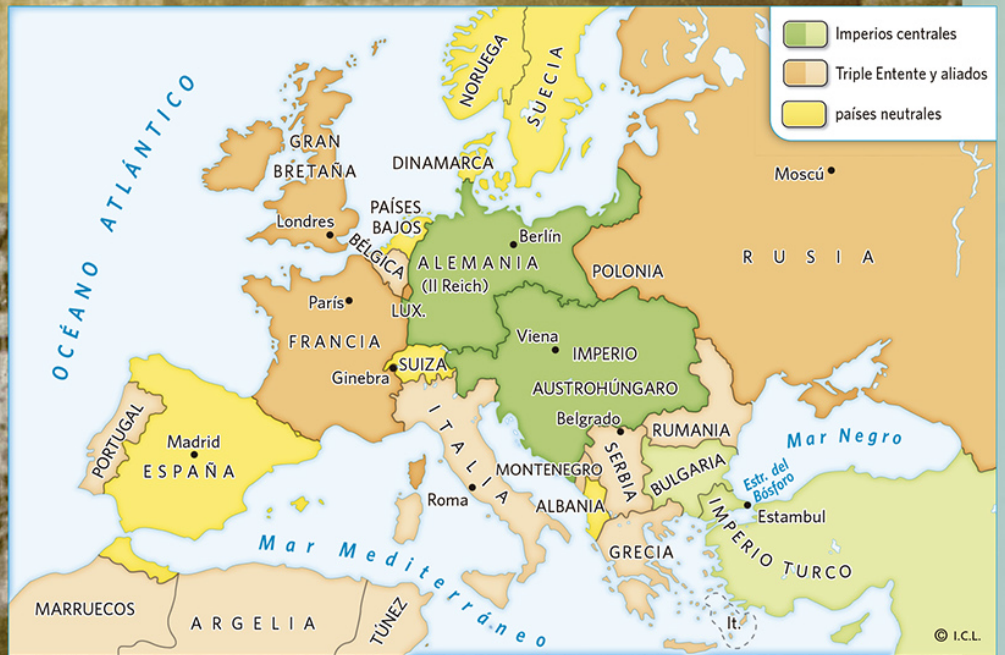 Imperios centrales
Triple Entente y aliados
países neutrales
OCÉANO ATLÁNTICO
NORUEGA
SUECIA
GRAN
BRETAÑA
DINAMARCA
Moscú
PAÍSES
BAJOS
Londres
Berlín
BÉLGICA
ALEMANIA
(II Reich)
POLONIA
RUSIA
París
LUX.
FRANCIA
Viena
IMPERIO
AUSTROHÚNGARO
SUIZA
Ginebra
Belgrado
PORTUGAL
Madrid
ESPAÑA
ITALIA
RUMANIA
Mar Negro
MONTENEGRO
SERBIA
BULGARIA
Estr. del
Bósforo
Roma
ALBANIA
Estambul
IMPERIO TURCO
Mar Mediterráneo
GRECIA
MARRUECOS
ARGELIA
TÚNEZ
It.
© I.C.L.